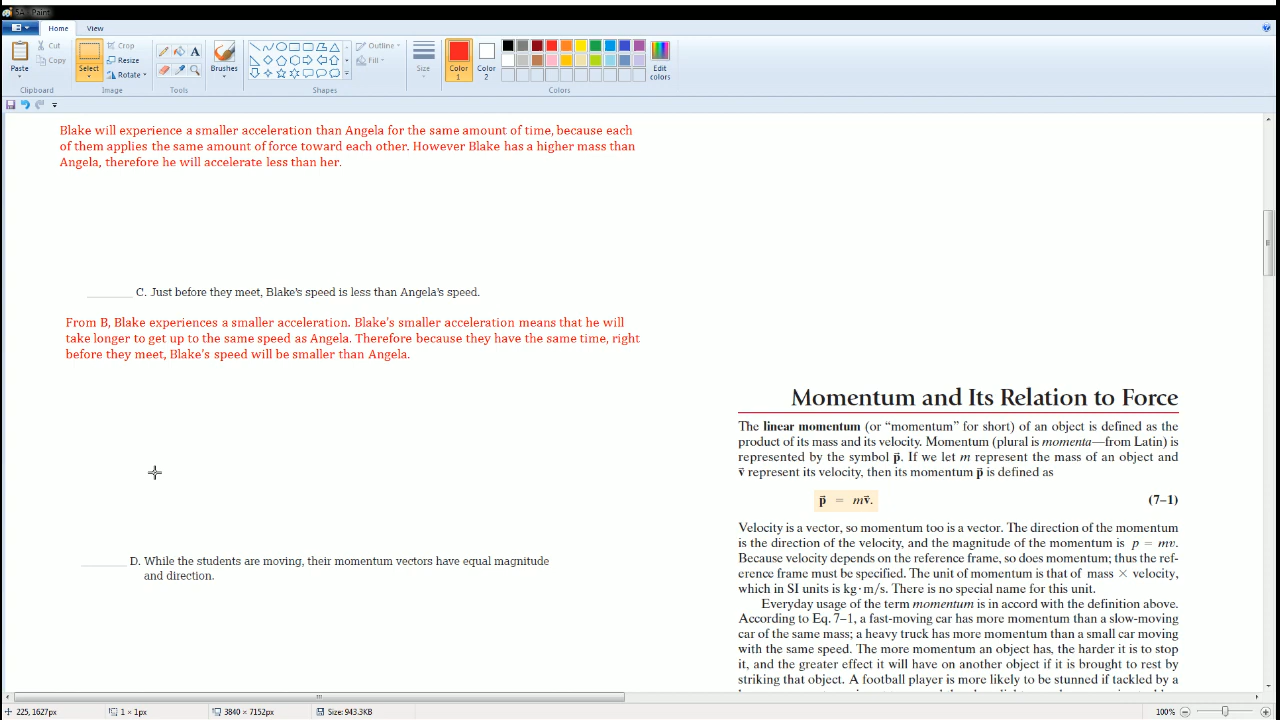 5A - Paint
Home
View
Paste
Cut
Copy
Clipboard
Select
Crop
Resize
Rotate
Image
A
Tools
Brushes
Shapes
Outline
Fill
Size
Color
1
Color
2
Edit
colors
Colors
Blake will experience a smaller acceleration than Angela for the same amount of time, because each
of them applies the same amount of force toward each other. However Blake has a higher mass than
Angela, therefore he will accelerate less than her.
C. Just before they meet, Blake's speed is less than Angela's speed.
From B, Blake experiences a smaller acceleration. Blake's smaller acceleration means that he will
take longer to get up to the same speed as Angela. Therefore because they have the same time, right
before they meet, Blake's speed will be smaller than Angela.
D. While the students are moving, their momentum vectors have equal magnitude
and direction.
Momentum and Its Relation to Force
The linear momentum (or “momentum” for short) of an object is defined as the
product of its mass and its velocity. Momentum (plural is momenta—from Latin) is
represented by the symbol p⃗. If we let m represent the mass of an object and
v⃗ represent its velocity, then its momentum p⃗ is defined as
p⃗ = mv⃗. (7–1)
Velocity is a vector, so momentum too is a vector. The direction of the momentum
is the direction of the velocity, and the magnitude of the momentum is p = mv.
Because velocity depends on the reference frame, so does momentum; thus the ref-
erence frame must be specified. The unit of momentum is that of mass × velocity,
which in SI units is kg·m/s. There is no special name for this unit.
Everyday usage of the term momentum is in accord with the definition above.
According to Eq. 7–1, a fast-moving car has more momentum than a slow-moving
car of the same mass; a heavy truck has more momentum than a small car moving
with the same speed. The more momentum an object has, the harder it is to stop
it, and the greater effect it will have on another object if it is brought to rest by
striking that object. A football player is more likely to be stunned if tackled by a
225, 1627px
1 × 1px
3840 × 7152px
Size: 943.3KB
100%